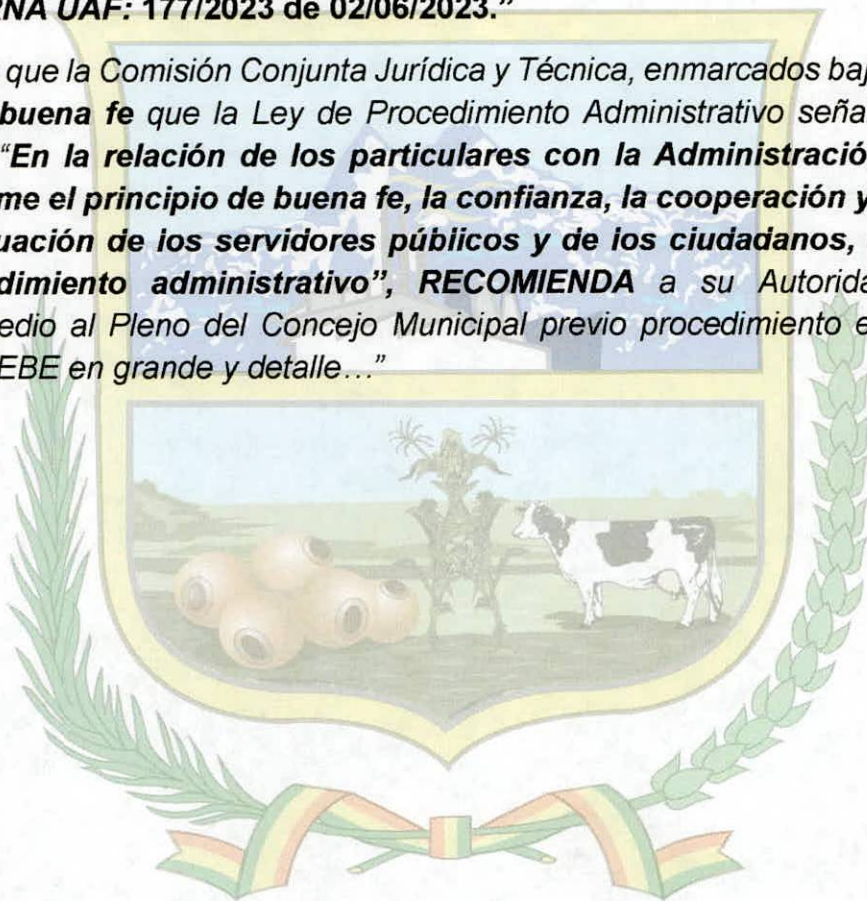 RNA UAF: 177/2023 de 02/06/2023.”
que la Comisión Conjunta Jurídica y Técnica, enmarcados baj
buena fe que la Ley de Procedimiento Administrativo seña
“En la relación de los particulares con la Administració
me el principio de buena fe, la confianza, la cooperación y
uación de los servidores públicos y de los ciudadanos,
dimiento administrativo”, RECOMIENDA a su Autorida
edio al Pleno del Concejo Municipal previo procedimiento e
EBE en grande y detalle…”